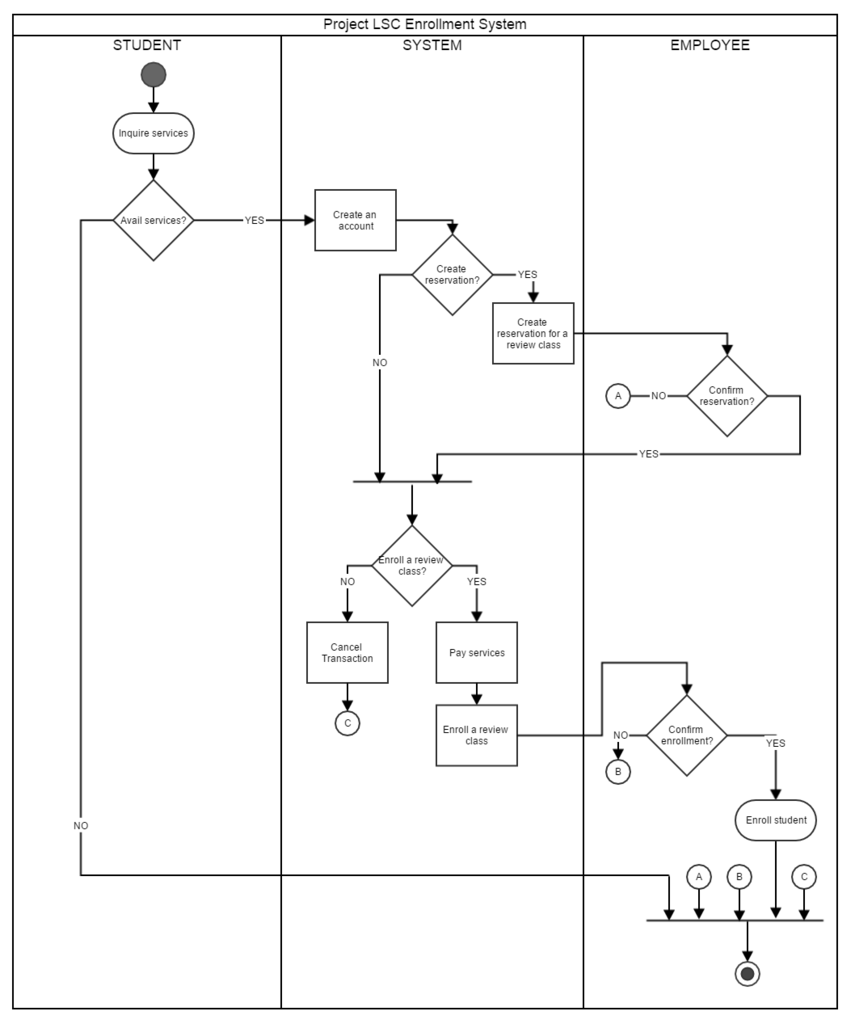 Project LSC Enrollment System
STUDENT
SYSTEM
EMPLOYEE
Inquire services
Avail services?
YES
Create an
account
Create
reservation?
YES
Create
reservation for a
review class
NO
Confirm
reservation?
NO
A
YES
Enroll a review
class?
NO
YES
Cancel
Transaction
Pay services
C
Enroll a review
class
Confirm
enrollment?
NO
YES
B
Enroll student
NO
A
B
C